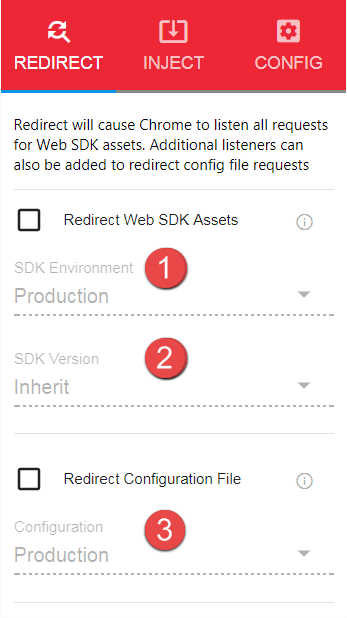 REDIRECT INJECT CONFIG
Redirect will cause Chrome to listen all requests
for Web SDK assets. Additional listeners can
also be added to redirect config file requests
Redirect Web SDK Assets
SDK Environment
1
Production
SDK Version
2
Inherit
Redirect Configuration File
Configuration
3
Production